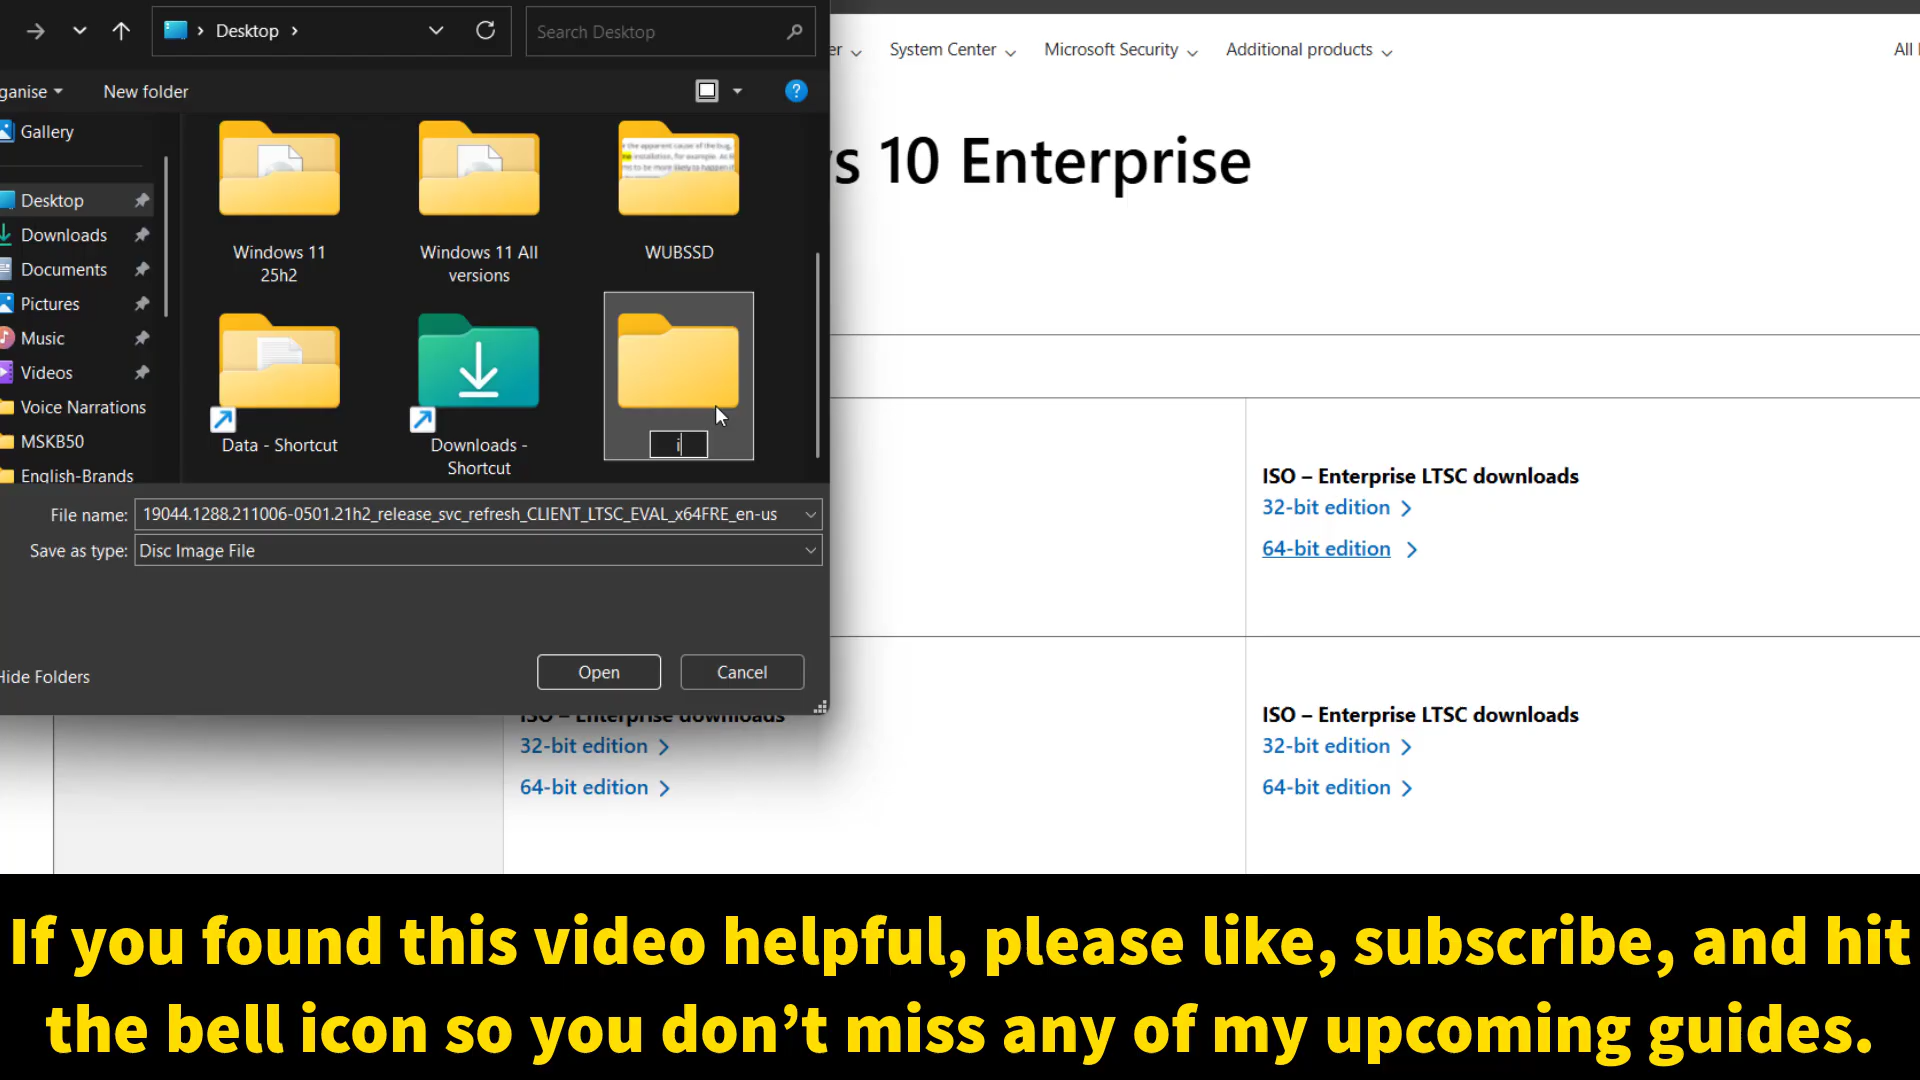 Desktop
Search Desktop
er
System Center
Microsoft Security
Additional products
All
ganise
New folder
s 10 Enterprise
Gallery
Desktop
Downloads
Documents
Pictures
Music
Videos
Voice Narrations
MSKB50
English-Brands
Windows 11
25h2
Windows 11 All
versions
WUBSSD
Data - Shortcut
Downloads -
Shortcut
i
File name: 19044.1288.211006-0501.21h2_release_svc_refresh_CLIENT_LTSC_EVAL_x64FRE_en-us
Save as type: Disc Image File
Hide Folders
Open
Cancel
ISO – Enterprise LTSC downloads
32-bit edition
64-bit edition
ISO – Enterprise downloads
32-bit edition
64-bit edition
ISO – Enterprise LTSC downloads
32-bit edition
64-bit edition
If you found this video helpful, please like, subscribe, and hit
the bell icon so you don’t miss any of my upcoming guides.